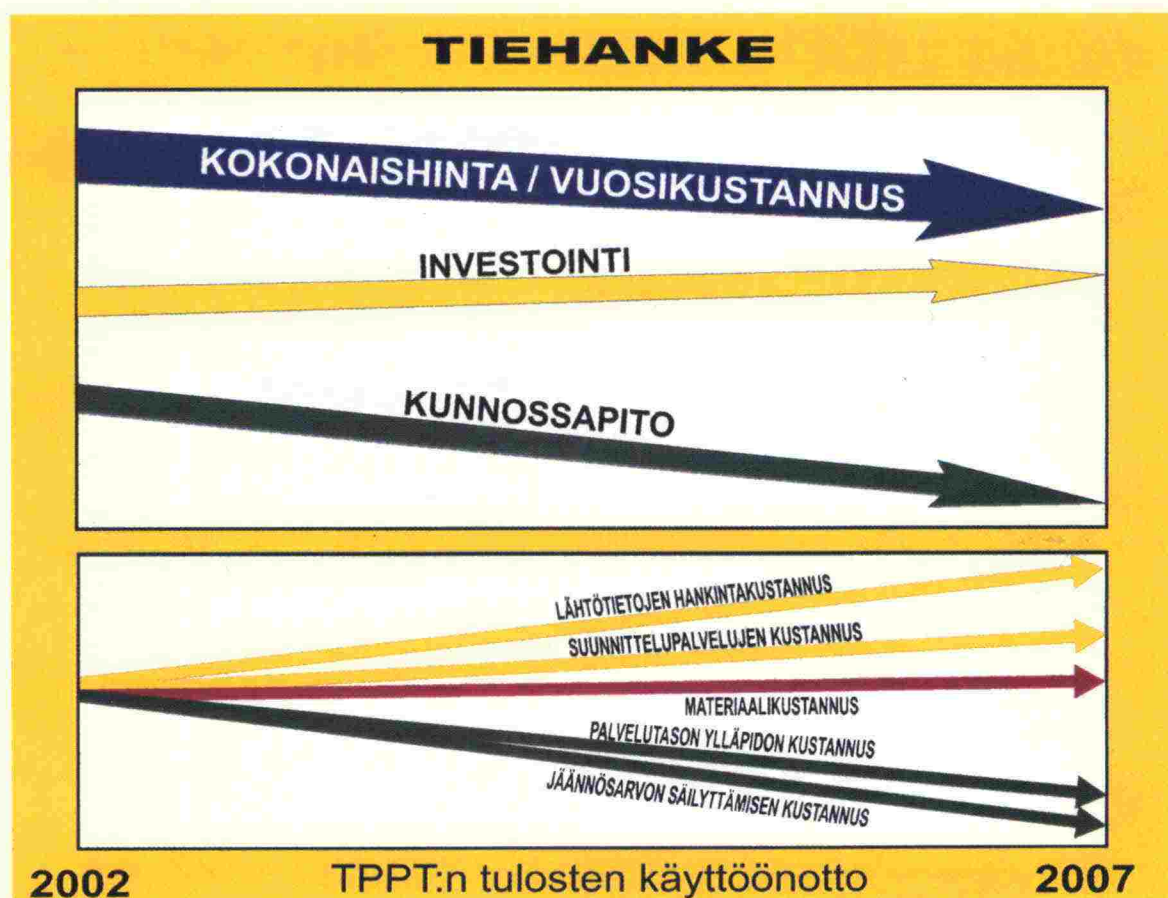 TIEHANKE
KOKONAISHINTA / VUOSIKUSTANNUS
INVESTOINTI
KUNNOSSAPITO
LÄHTÖTIETOJEN HANKINTAKUSTANNUS
SUUNNITTELUPALVELUJEN KUSTANNUS
MATERIAALIKUSTANNUS
PALVELUTASON YLLÄPIDON KUSTANNUS
JÄÄNNÖSARVON SÄILYTTÄMISEN KUSTANNUS
2002 TPPT:n tulosten käyttöönotto 2007